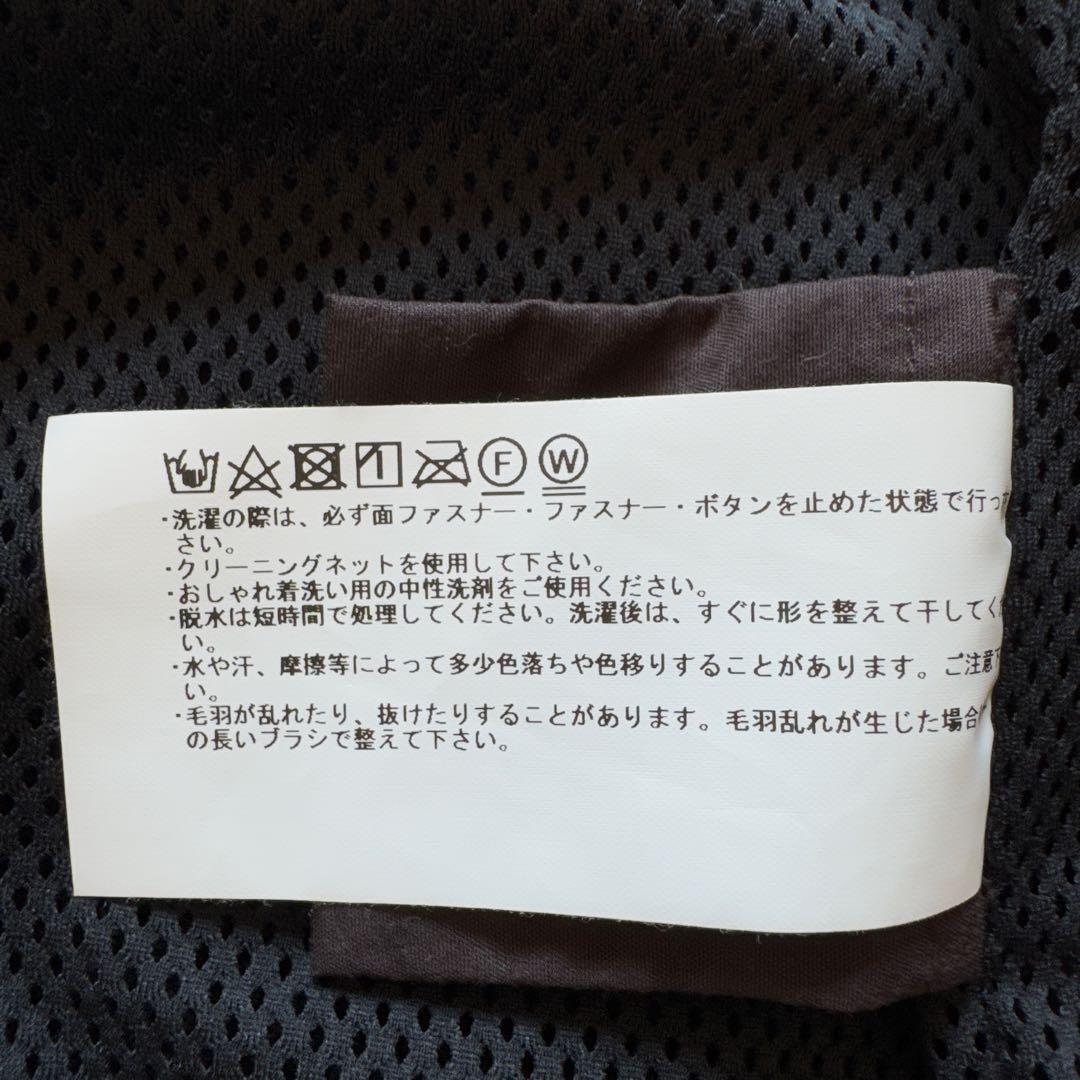 F W
・洗濯の際は、必ず面ファスナー・ファスナー・ボタンを止めた状態で行っ
さい。
・クリーニングネットを使用して下さい。
・おしゃれ着洗い用の中性洗剤をご使用ください。
・脱水は短時間で処理してください。洗濯後は、すぐに形を整えて干してく
い。
・水や汗、摩擦等によって多少色落ちや色移りすることがあります。ご注意
い。
・毛羽が乱れたり、抜けたりすることがあります。毛羽乱れが生じた場合
の長いブラシで整えて下さい。